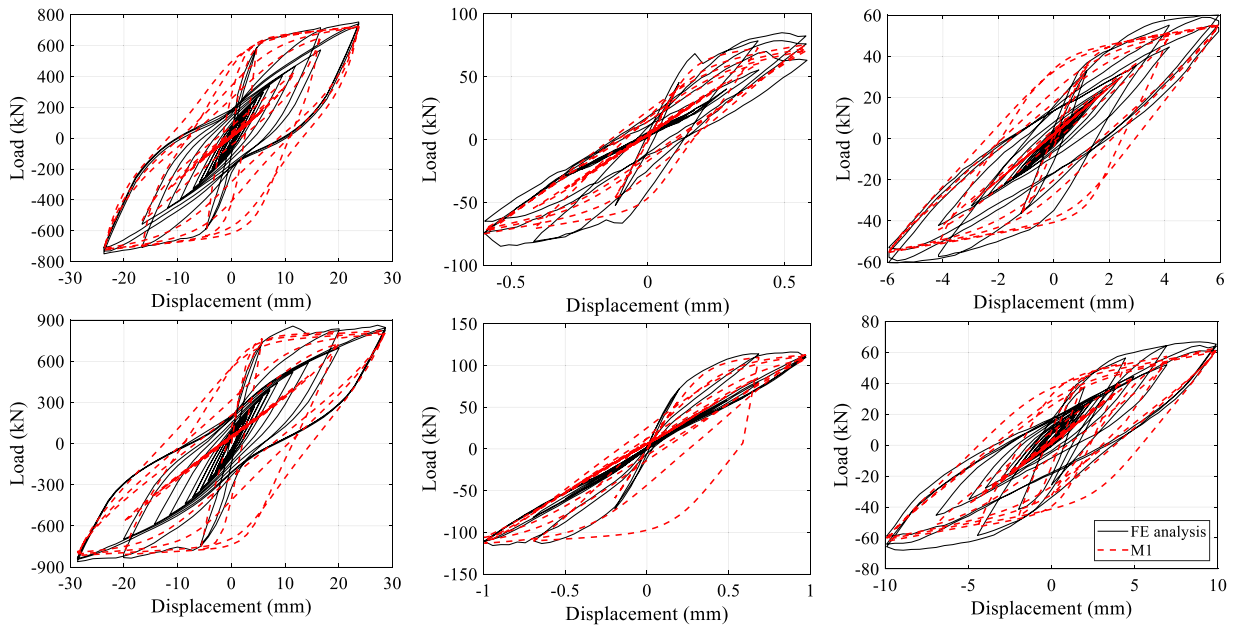 800
600
400
200
0
-200
-400
-600
-800
Load (kN)
-30 -20 -10 0 10 20 30
Displacement (mm)
100
50
0
-50
-100
Load (kN)
-0.5 0 0.5
Displacement (mm)
60
40
20
0
-20
-40
-60
Load (kN)
-6 -4 -2 0 2 4 6
Displacement (mm)
900
600
300
0
-300
-600
-900
Load (kN)
-30 -20 -10 0 10 20 30
Displacement (mm)
150
100
50
0
-50
-100
-150
Load (kN)
-1 -0.5 0 0.5 1
Displacement (mm)
80
60
40
20
0
-20
-40
-60
-80
Load (kN)
FE analysis
M1
-10 -5 0 5 10
Displacement (mm)